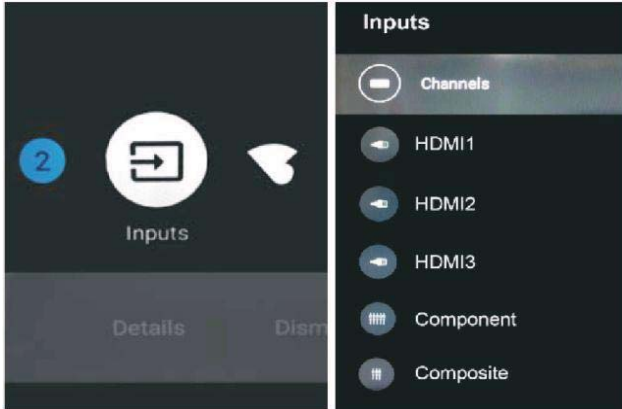 2
Inputs
Details
Dism
Inputs
Channels
HDMI1
HDMI2
HDMI3
Component
Composite